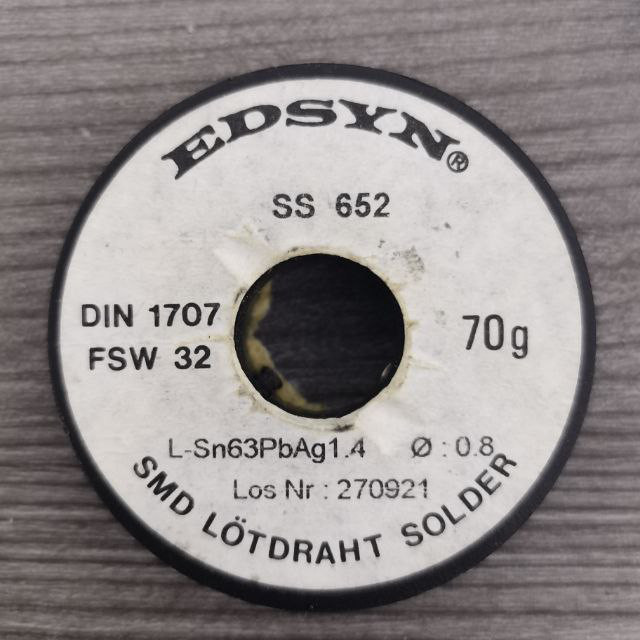 EDSYN®
SS 652
DIN 1707
FSW 32
70g
L-Sn63PbAg1.4 Ø : 0.8
Los Nr : 270921
SMD LÖTDRAHT SOLDER